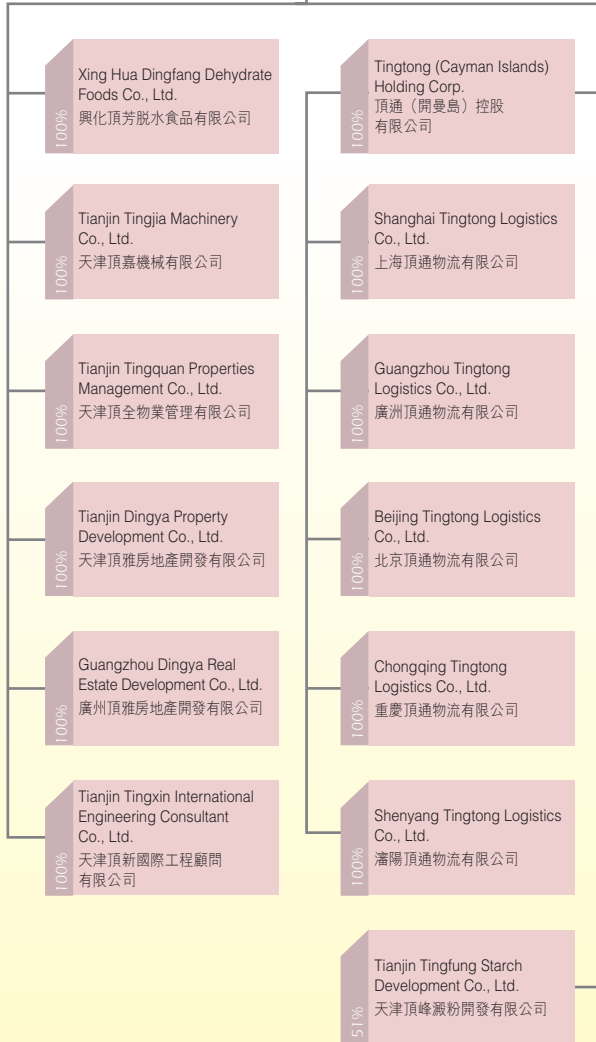 100%
Xing Hua Dingfang Dehydrate
Foods Co., Ltd.
興化頂芳脫水食品有限公司
100%
Tianjin Tingjia Machinery
Co., Ltd.
天津頂嘉機械有限公司
100%
Tianjin Tingquan Properties
Management Co., Ltd.
天津頂全物業管理有限公司
100%
Tianjin Dingya Property
Development Co., Ltd.
天津頂雅房地產開發有限公司
100%
Guangzhou Dingya Real
Estate Development Co., Ltd.
廣州頂雅房地產開發有限公司
100%
Tianjin Tingxin International
Engineering Consultant
Co., Ltd.
天津頂新國際工程顧問
有限公司
100%
Tingtong (Cayman Islands)
Holding Corp.
頂通（開曼島）控股
有限公司
100%
Shanghai Tingtong Logistics
Co., Ltd.
上海頂通物流有限公司
100%
Guangzhou Tingtong
Logistics Co., Ltd.
廣洲頂通物流有限公司
100%
Beijing Tingtong Logistics
Co., Ltd.
北京頂通物流有限公司
100%
Chongqing Tingtong
Logistics Co., Ltd.
重慶頂通物流有限公司
100%
Shenyang Tingtong Logistics
Co., Ltd.
瀋陽頂通物流有限公司
51%
Tianjin Tingfung Starch
Development Co., Ltd.
天津頂峰澱粉開發有限公司